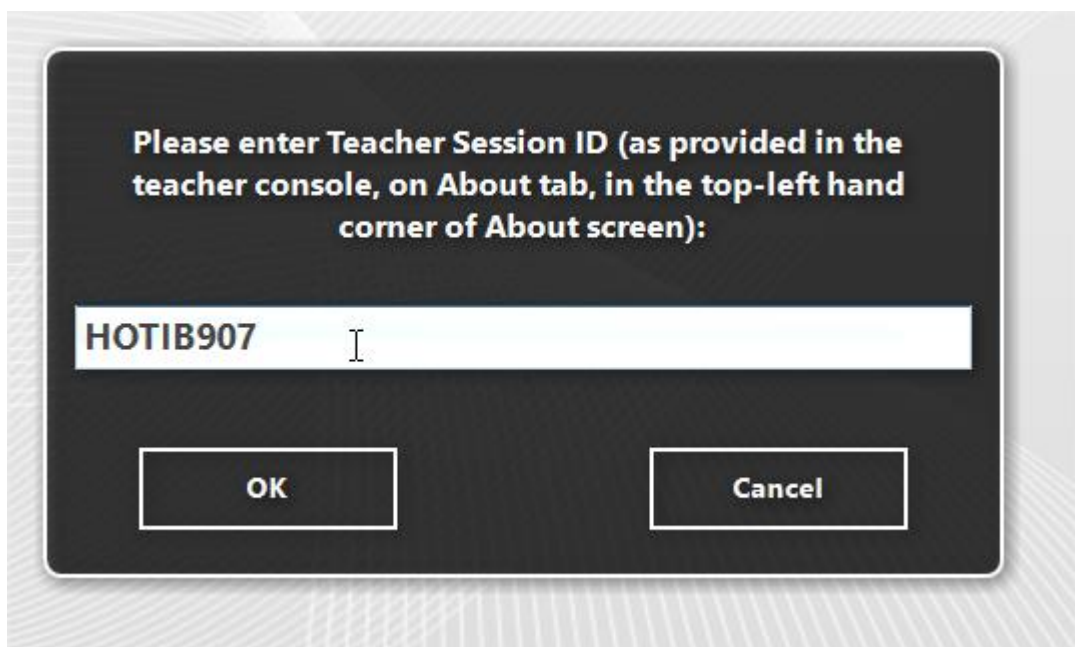 Please enter Teacher Session ID (as provided in the
teacher console, on About tab, in the top-left hand
corner of About screen):
HOTIB907
OK
Cancel